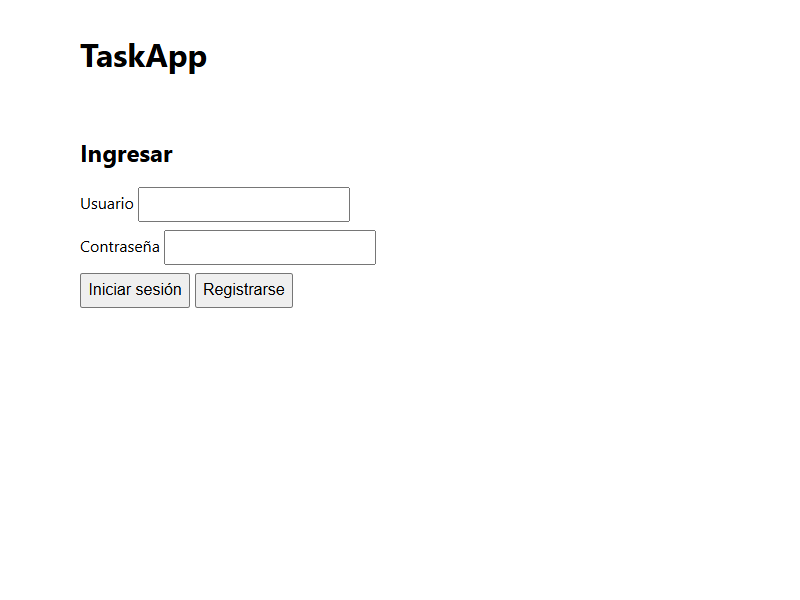 TaskApp
Ingresar
Usuario
Contraseña
Iniciar sesión Registrarse